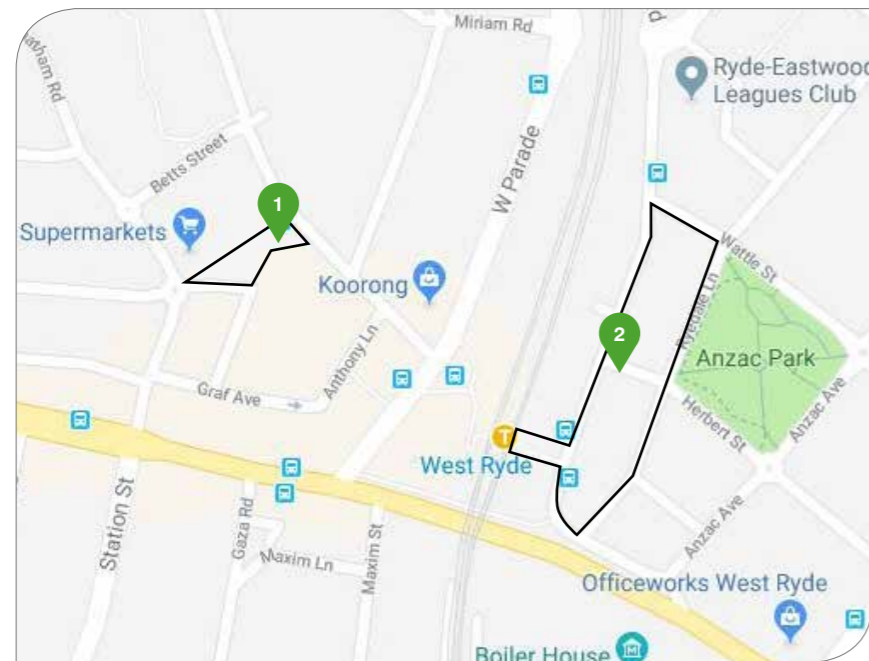 Miriam Rd
Ryde-Eastwood
Leagues Club
Betts Street
W Parade
1
Supermarkets
Wattle St
Koorong
Ryedale Ln
2
Anzac Park
Anthony Ln
Graf Ave
Herbert St
Anzac Ave
T
West Ryde
Station St
Gaza Rd
Maxim Ln
Maxim St
Anzac Ave
Officeworks West Ryde
Boiler House